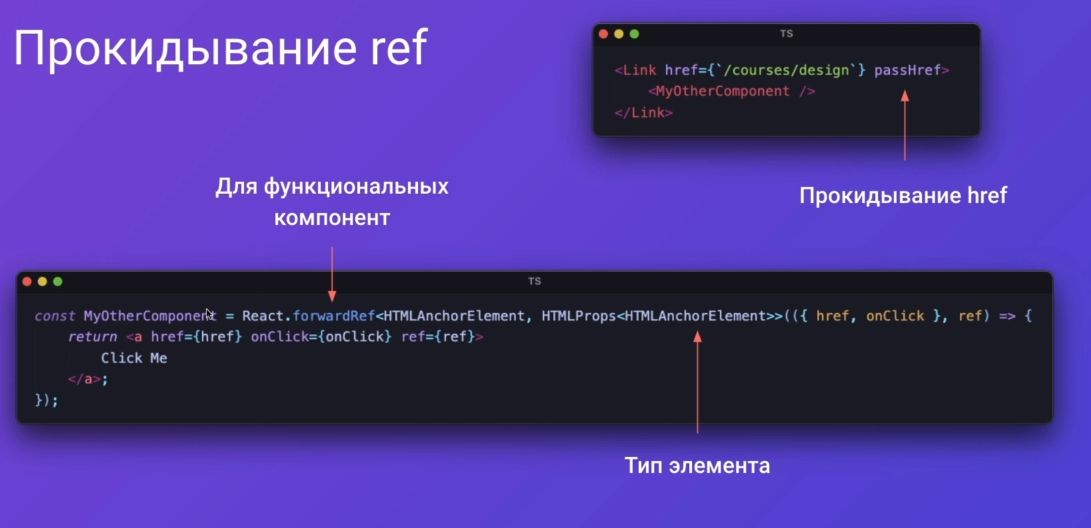 Прокидывание ref
TS
<Link href={`/courses/design`} passHref>
<MyOtherComponent />
</Link>
Прокидывание href
Для функциональных
компонент
TS
const MyOtherComponent = React.forwardRef<HTMLAnchorElement, HTMLProps<HTMLAnchorElement>>(({ href, onClick }, ref) => {
return <a href={href} onClick={onClick} ref={ref}>
Click Me
</a>;
});
Тип элемента